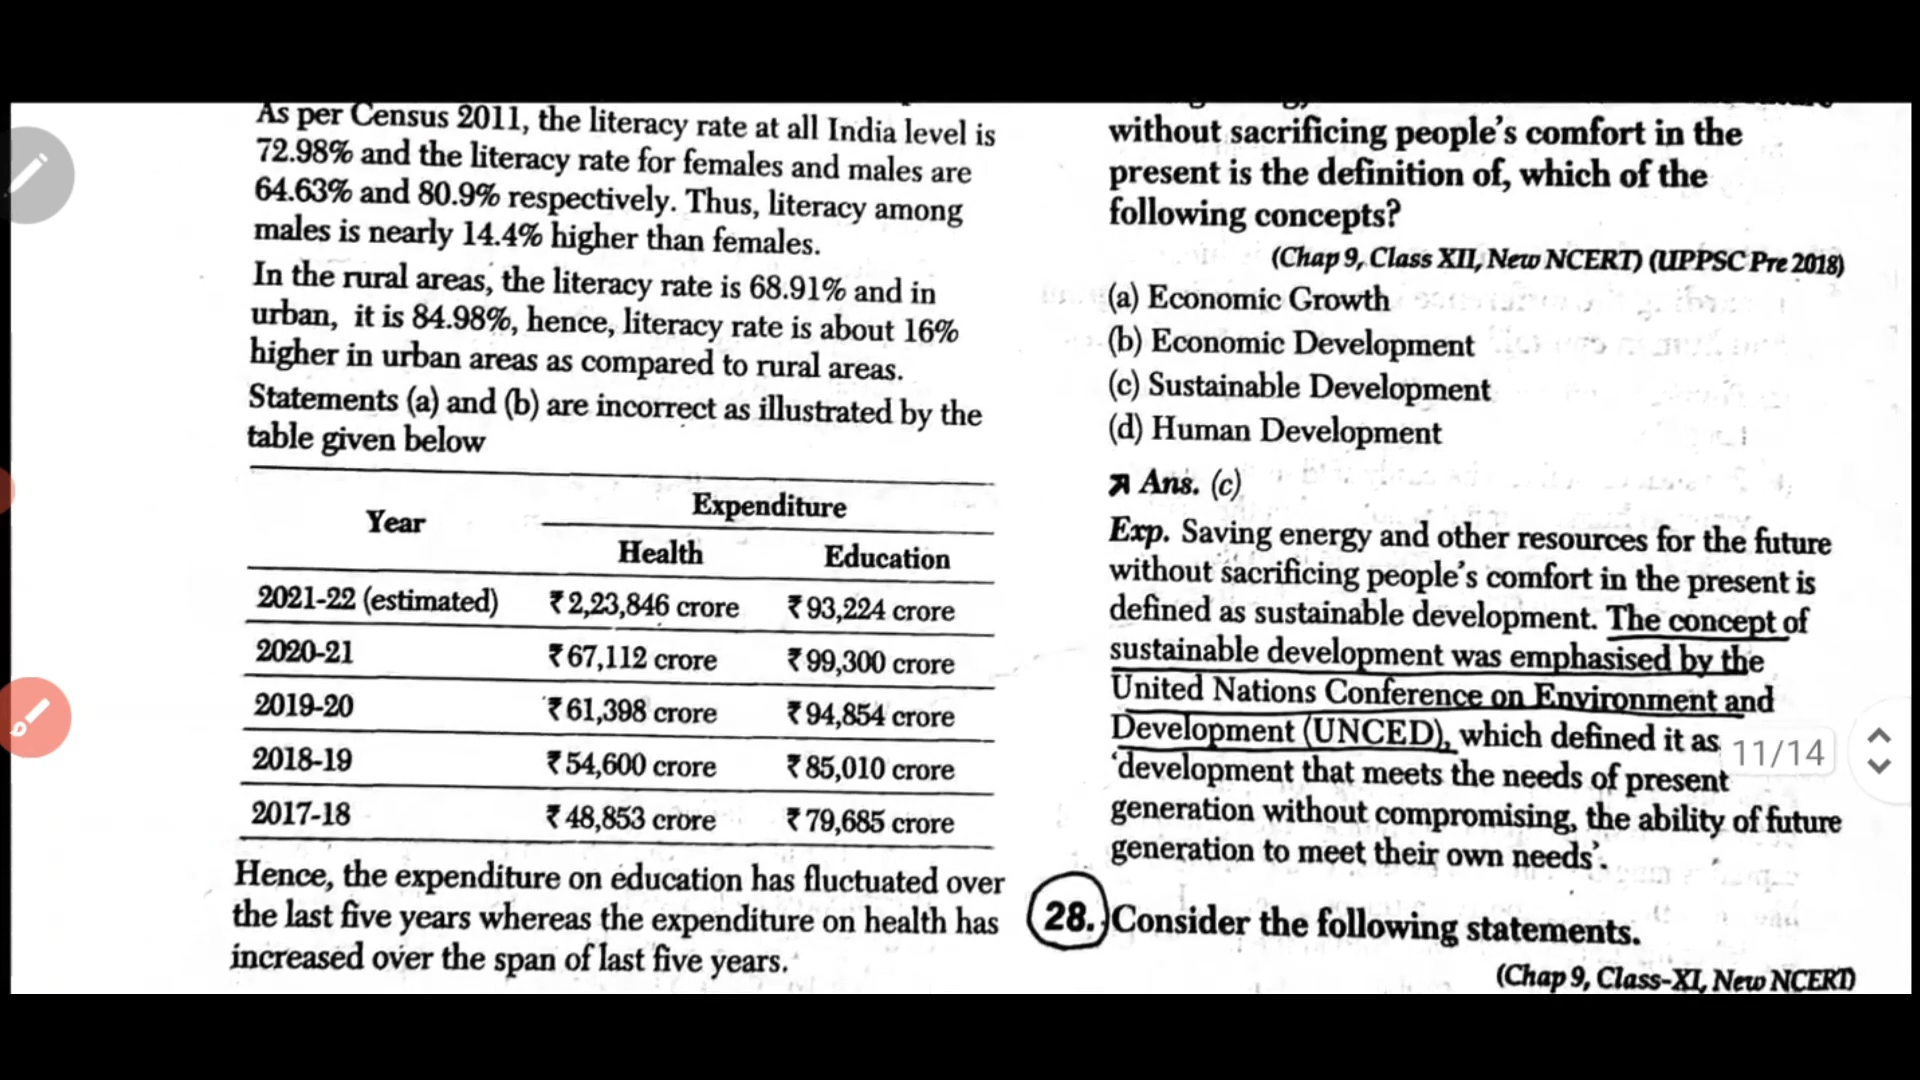 As per Census 2011, the literacy rate at all India level is
72.98% and the literacy rate for females and males are
64.63% and 80.9% respectively. Thus, literacy among
males is nearly 14.4% higher than females.
In the rural areas, the literacy rate is 68.91% and in
urban, it is 84.98%, hence, literacy rate is about 16%
higher in urban areas as compared to rural areas.
Statements (a) and (b) are incorrect as illustrated by the
table given below
Year Expenditure
Health Education
2021-22 (estimated) ₹2,23,846 crore ₹93,224 crore
2020-21 ₹67,112 crore ₹99,300 crore
2019-20 ₹61,398 crore ₹94,854 crore
2018-19 ₹54,600 crore ₹85,010 crore
2017-18 ₹48,853 crore ₹79,685 crore
Hence, the expenditure on education has fluctuated over
the last five years whereas the expenditure on health has
increased over the span of last five years.
without sacrificing people's comfort in the
present is the definition of, which of the
following concepts?
(Chap 9, Class XII, New NCERT) (UPPSC Pre 2018)
(a) Economic Growth
(b) Economic Development
(c) Sustainable Development
(d) Human Development
Ans. (c)
Exp. Saving energy and other resources for the future
without sacrificing people's comfort in the present is
defined as sustainable development. The concept of
sustainable development was emphasised by the
United Nations Conference on Environment and
Development (UNCED), which defined it as
'development that meets the needs of present
generation without compromising, the ability of future
generation to meet their own needs'.
28. Consider the following statements.
(Chap 9, Class-XI, New NCERT)
11/14